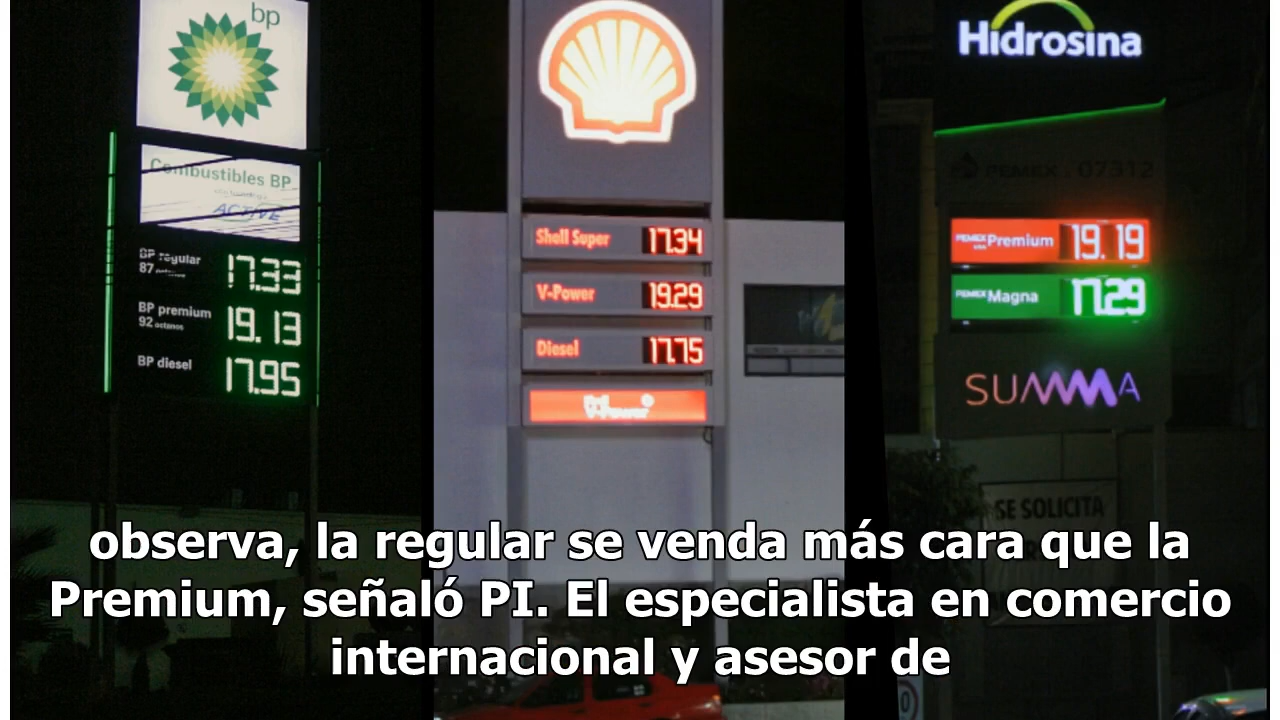 bp
Combustibles BP
ACTIVE
BP regular 17.33
87
BP premium 19.13
92 octanos
BP diesel 17.95
Shell Super 17.34
V-Power 19.29
Diesel 17.75
V-Power
Hidrosina
PEMEX 07312
PEMEX Premium 19.19
PEMEX Magna 17.29
SUMMA
SE SOLICITA
observa, la regular se venda más cara que la
Premium, señaló PI. El especialista en comercio
internacional y asesor de